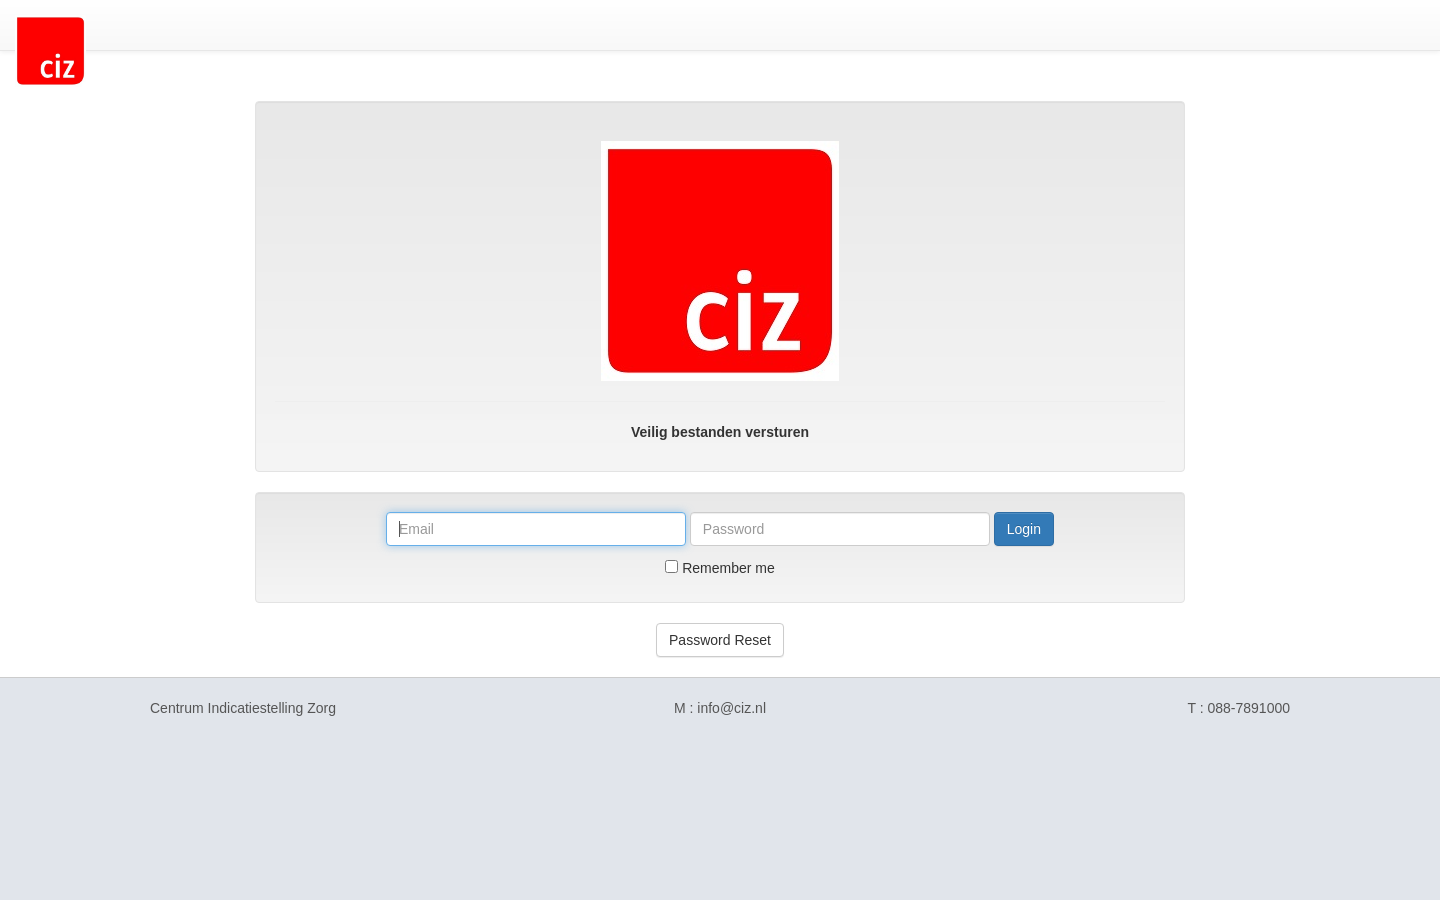 ciz
ciz
Veilig bestanden versturen
Email
Password
Login
Remember me
Password Reset
Centrum Indicatiestelling Zorg
M : info@ciz.nl
T : 088-7891000